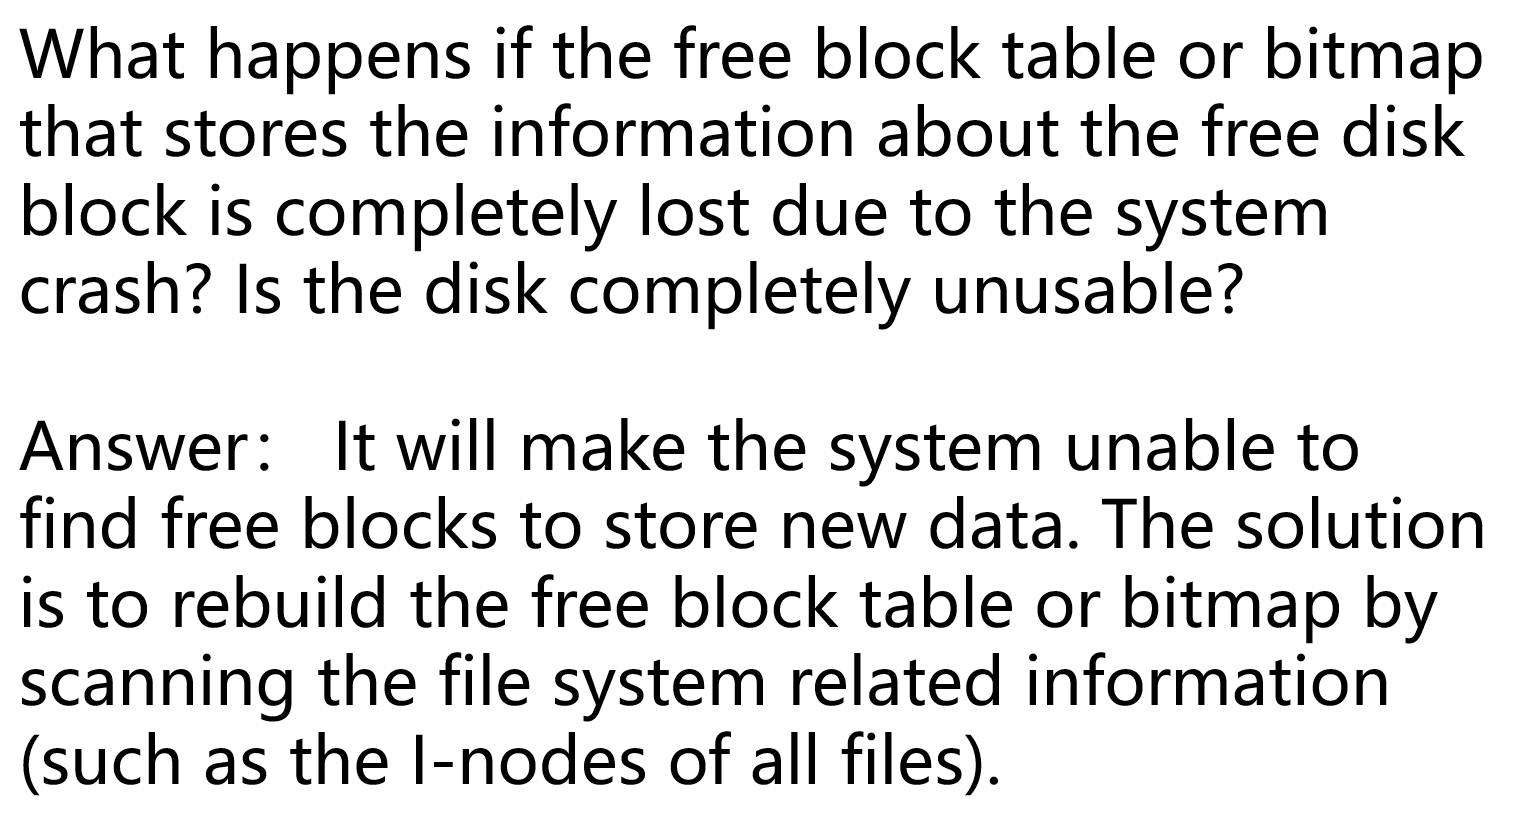 What happens if the free block table or bitmap
that stores the information about the free disk
block is completely lost due to the system
crash? Is the disk completely unusable?
Answer： It will make the system unable to
find free blocks to store new data. The solution
is to rebuild the free block table or bitmap by
scanning the file system related information
(such as the I-nodes of all files).